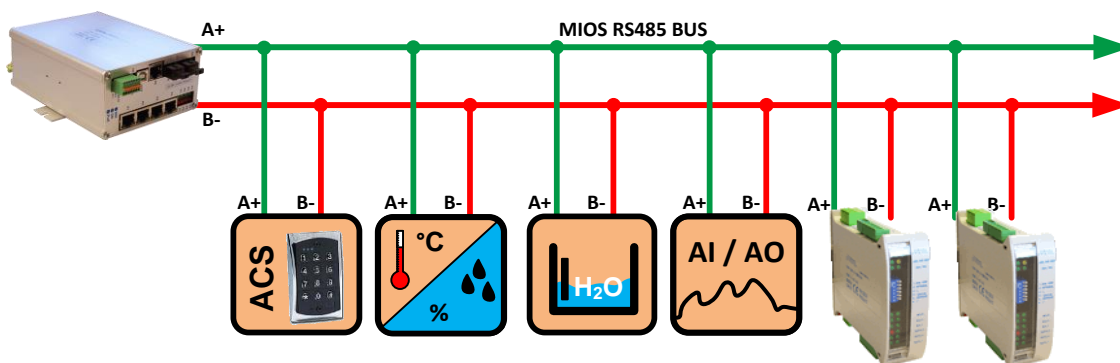 A+
MIOS RS485 BUS
B-
A+ B- A+ B- A+ B- A+ B- A+ B- A+ B-
ACS
°C
%
H₂O
AI / AO